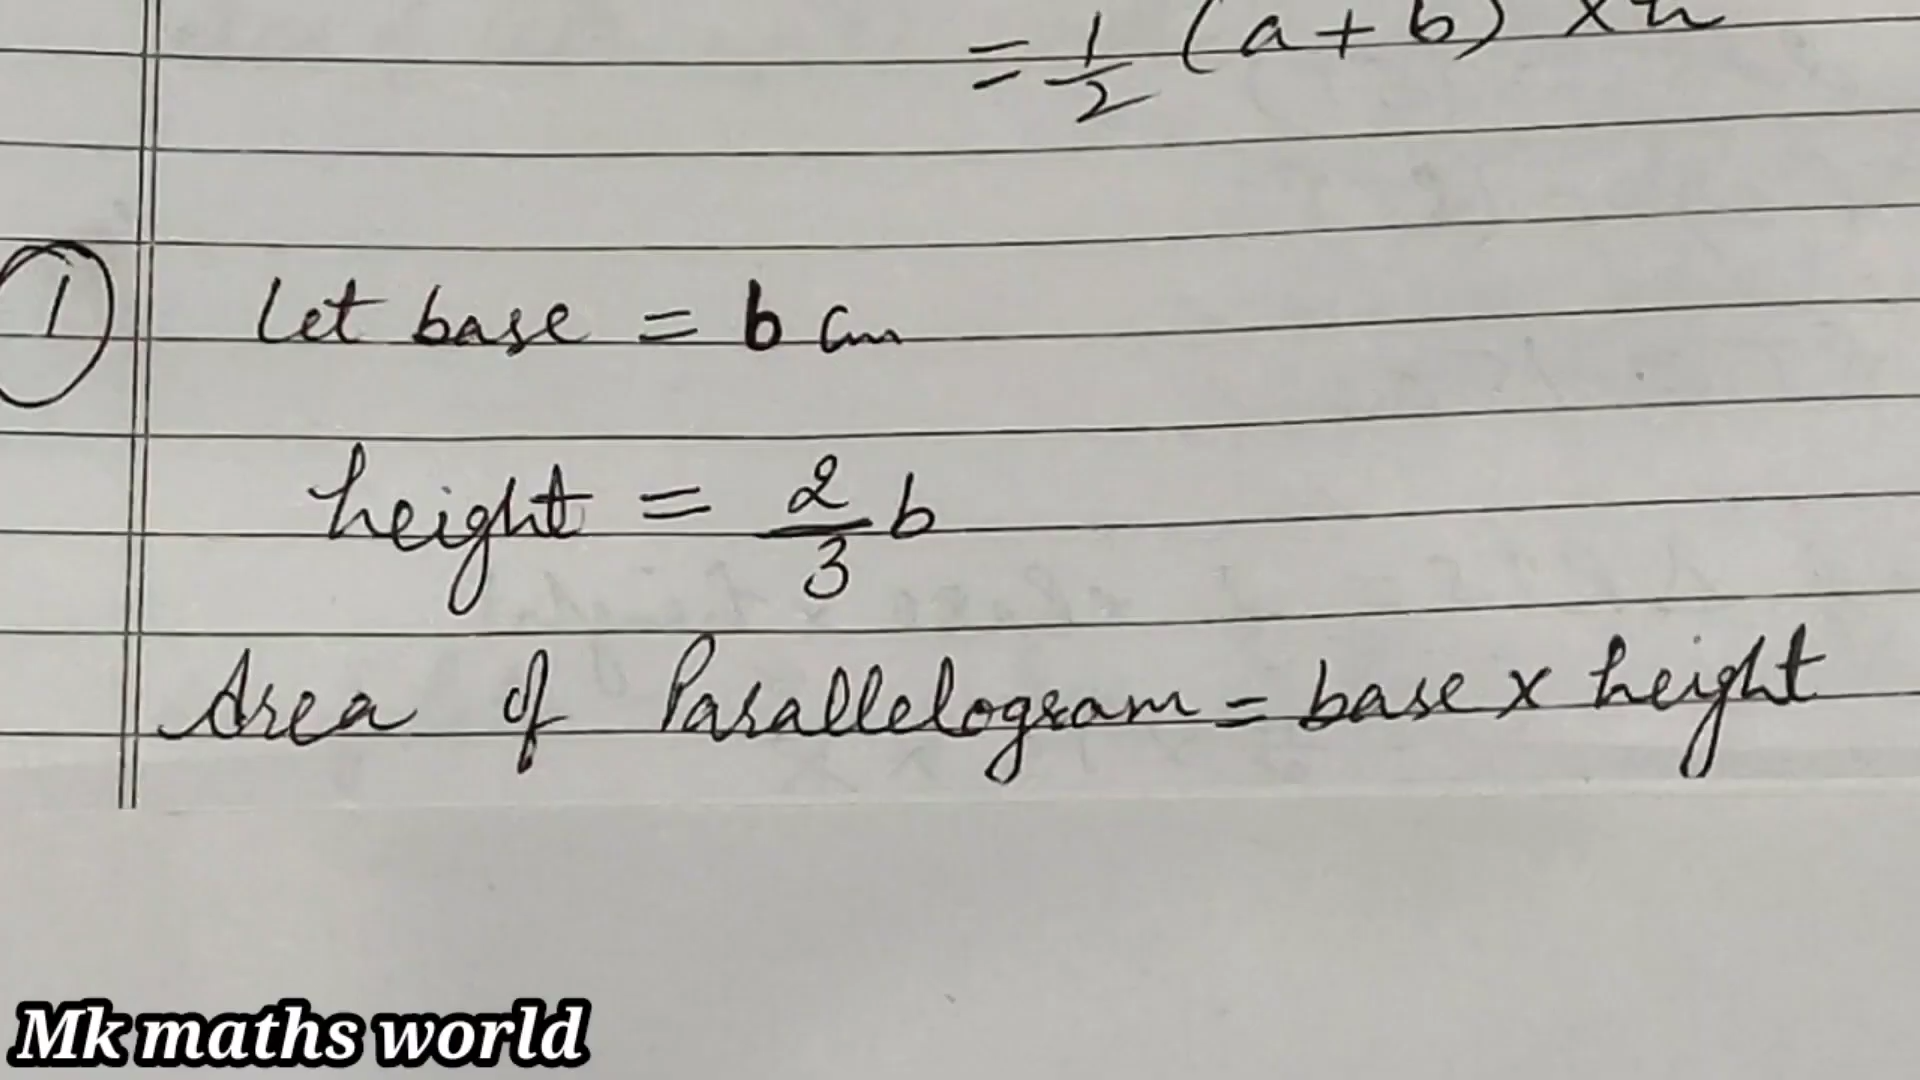 = 1/2 (a + b) × h
1 Let base = b cm
height = 2/3 b
Area of Parallelogram = base × height
Mk maths world